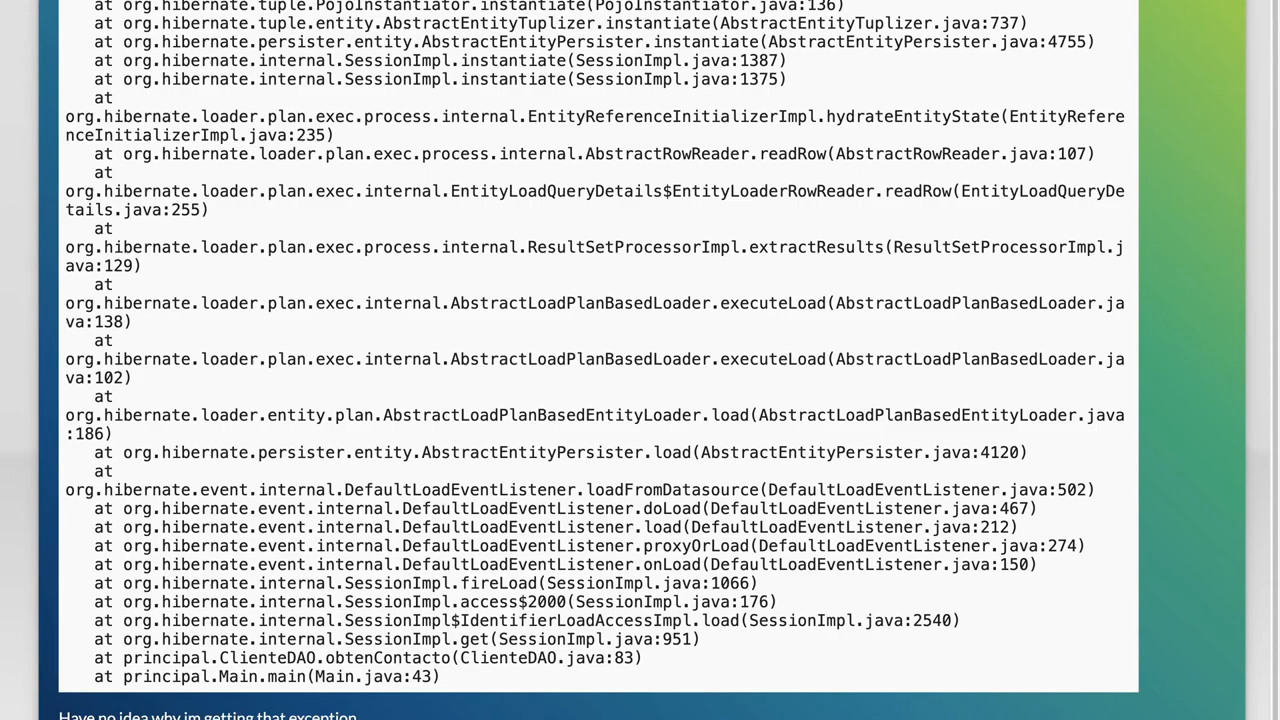 at org.hibernate.tuple.PojoInstantiator.instantiate(PojoInstantiator.java:136)
at org.hibernate.tuple.entity.AbstractEntityTuplizer.instantiate(AbstractEntityTuplizer.java:737)
at org.hibernate.persister.entity.AbstractEntityPersister.instantiate(AbstractEntityPersister.java:4755)
at org.hibernate.internal.SessionImpl.instantiate(SessionImpl.java:1387)
at org.hibernate.internal.SessionImpl.instantiate(SessionImpl.java:1375)
at
org.hibernate.loader.plan.exec.process.internal.EntityReferenceInitializerImpl.hydrateEntityState(EntityRefere
nceInitializerImpl.java:235)
at org.hibernate.loader.plan.exec.process.internal.AbstractRowReader.readRow(AbstractRowReader.java:107)
at
org.hibernate.loader.plan.exec.internal.EntityLoadQueryDetails$EntityLoaderRowReader.readRow(EntityLoadQueryDe
tails.java:255)
at
org.hibernate.loader.plan.exec.process.internal.ResultSetProcessorImpl.extractResults(ResultSetProcessorImpl.j
ava:129)
at
org.hibernate.loader.plan.exec.internal.AbstractLoadPlanBasedLoader.executeLoad(AbstractLoadPlanBasedLoader.ja
va:138)
at
org.hibernate.loader.plan.exec.internal.AbstractLoadPlanBasedLoader.executeLoad(AbstractLoadPlanBasedLoader.ja
va:102)
at
org.hibernate.loader.entity.plan.AbstractLoadPlanBasedEntityLoader.load(AbstractLoadPlanBasedEntityLoader.java
:186)
at org.hibernate.persister.entity.AbstractEntityPersister.load(AbstractEntityPersister.java:4120)
at
org.hibernate.event.internal.DefaultLoadEventListener.loadFromDatasource(DefaultLoadEventListener.java:502)
at org.hibernate.event.internal.DefaultLoadEventListener.doLoad(DefaultLoadEventListener.java:467)
at org.hibernate.event.internal.DefaultLoadEventListener.load(DefaultLoadEventListener.java:212)
at org.hibernate.event.internal.DefaultLoadEventListener.proxyOrLoad(DefaultLoadEventListener.java:274)
at org.hibernate.event.internal.DefaultLoadEventListener.onLoad(DefaultLoadEventListener.java:150)
at org.hibernate.internal.SessionImpl.fireLoad(SessionImpl.java:1066)
at org.hibernate.internal.SessionImpl.access$2000(SessionImpl.java:176)
at org.hibernate.internal.SessionImpl$IdentifierLoadAccessImpl.load(SessionImpl.java:2540)
at org.hibernate.internal.SessionImpl.get(SessionImpl.java:951)
at principal.ClienteDAO.obtenContacto(ClienteDAO.java:83)
at principal.Main.main(Main.java:43)
Have no idea why im getting that exception